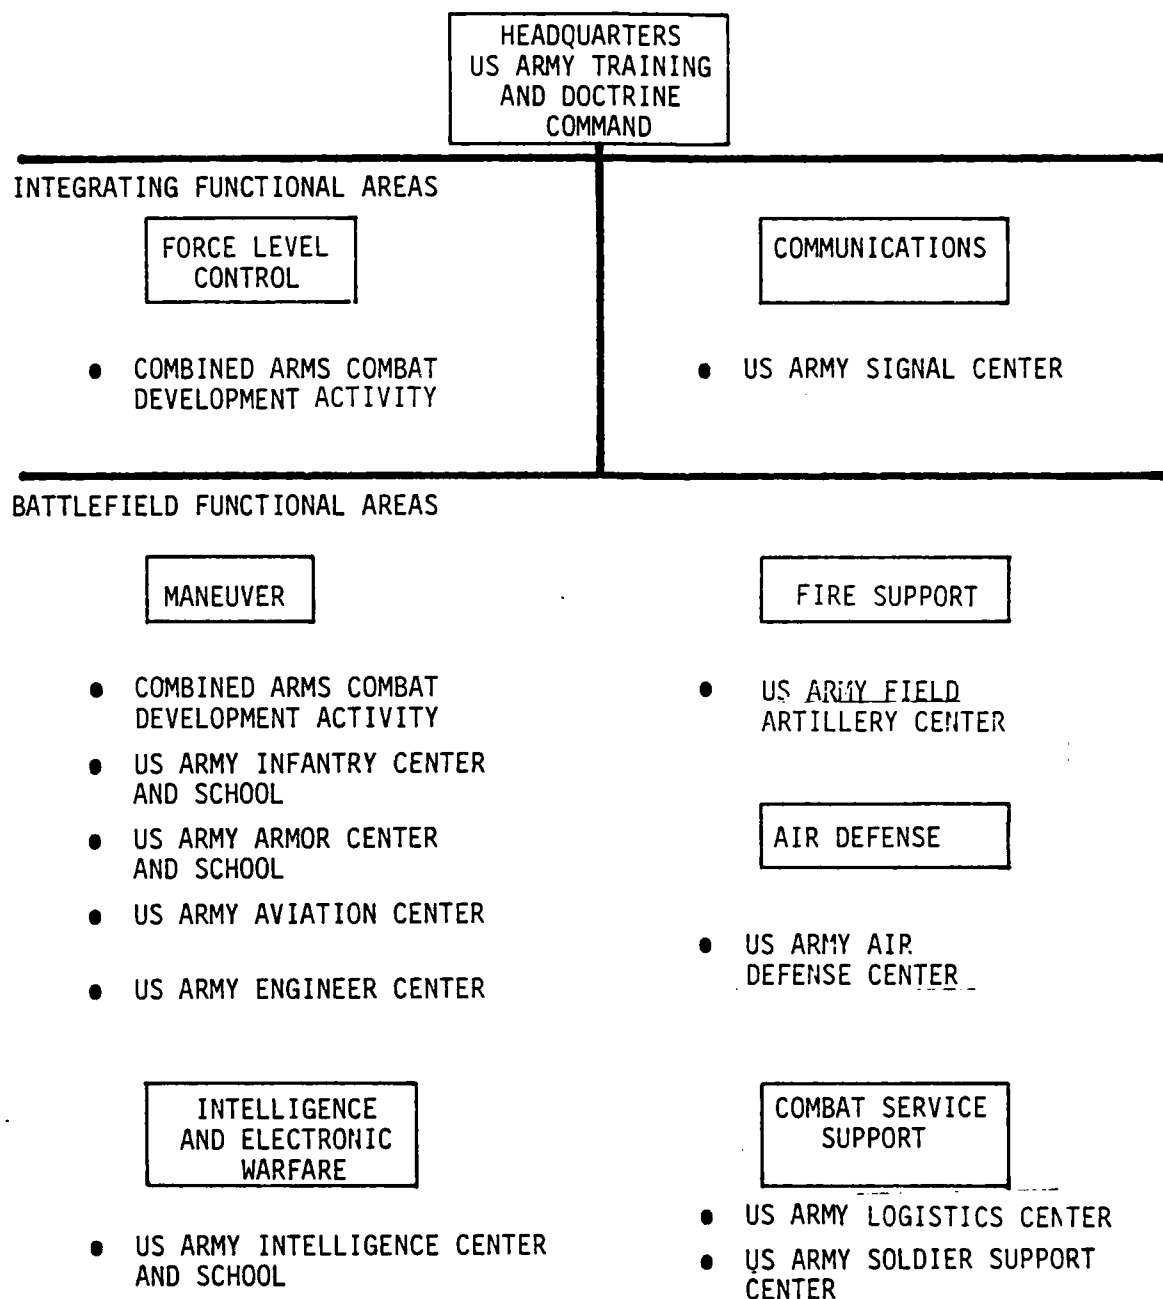 HEADQUARTERS
US ARMY TRAINING
AND DOCTRINE
COMMAND
INTEGRATING FUNCTIONAL AREAS
FORCE LEVEL
CONTROL
● COMBINED ARMS COMBAT
DEVELOPMENT ACTIVITY
COMMUNICATIONS
● US ARMY SIGNAL CENTER
BATTLEFIELD FUNCTIONAL AREAS
MANEUVER
● COMBINED ARMS COMBAT
DEVELOPMENT ACTIVITY
● US ARMY INFANTRY CENTER
AND SCHOOL
● US ARMY ARMOR CENTER
AND SCHOOL
● US ARMY AVIATION CENTER
● US ARMY ENGINEER CENTER
FIRE SUPPORT
● US ARMY FIELD
ARTILLERY CENTER
AIR DEFENSE
● US ARMY AIR
DEFENSE CENTER
INTELLIGENCE
AND ELECTRONIC
WARFARE
● US ARMY INTELLIGENCE CENTER
AND SCHOOL
COMBAT SERVICE
SUPPORT
● US ARMY LOGISTICS CENTER
● US ARMY SOLDIER SUPPORT
CENTER